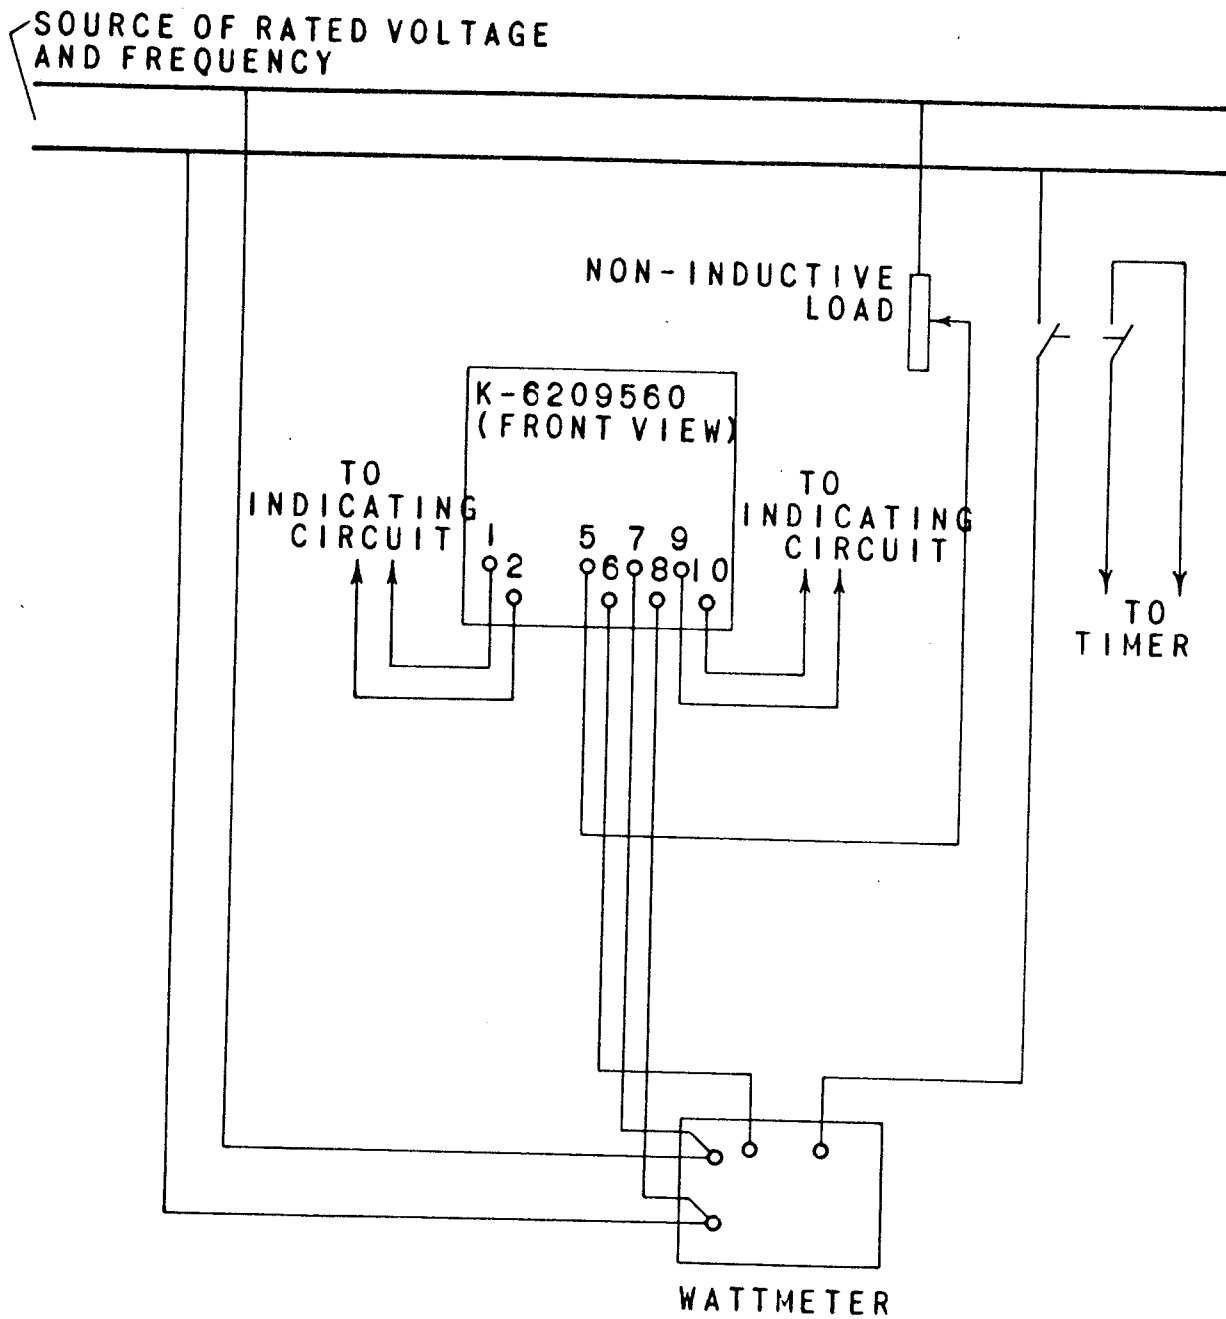 SOURCE OF RATED VOLTAGE
AND FREQUENCY
NON-INDUCTIVE
LOAD
K-6209560
(FRONT VIEW)
TO
INDICATING
CIRCUIT
TO
INDICATING
CIRCUIT
1
2
5
6
7
8
9
10
TO
TIMER
WATTMETER